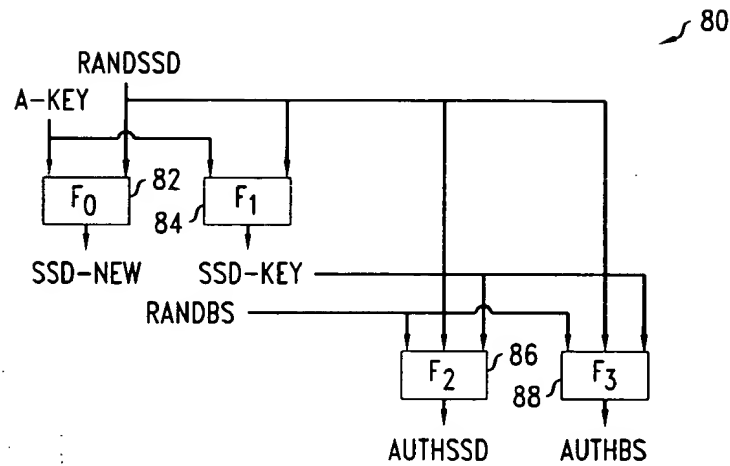 80
RANDSSD
A-KEY
F0 82
84 F1
SSD-NEW SSD-KEY
RANDBS
F2 86
88 F3
AUTHSSD AUTHBS